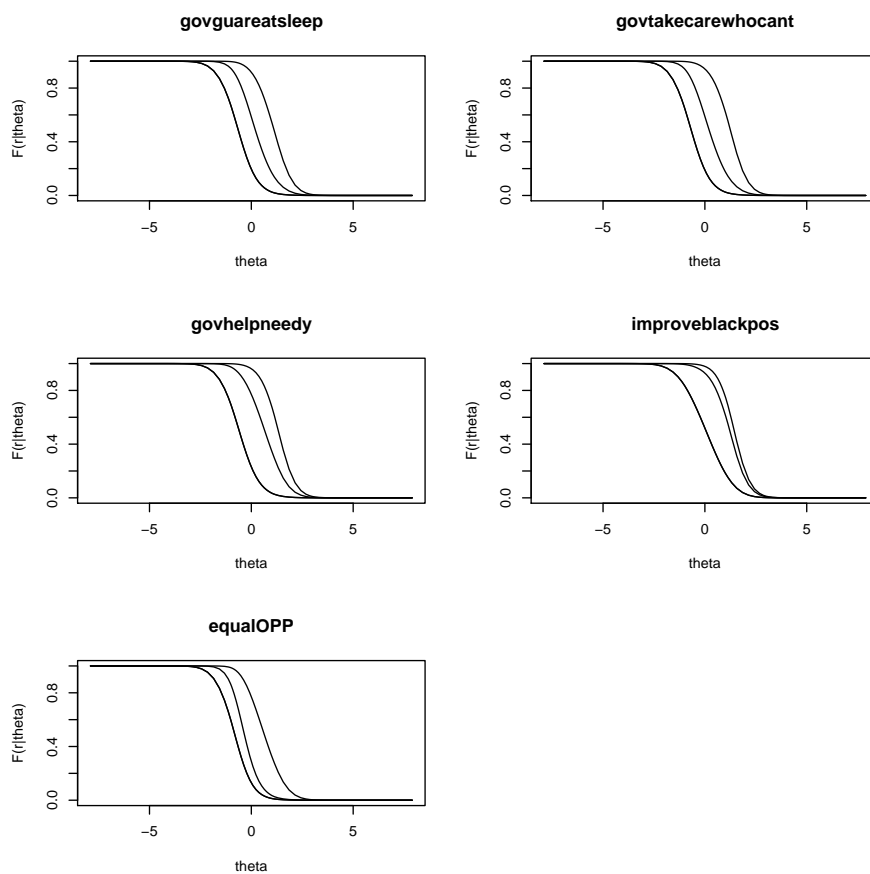 govguareatsleep
F(r|theta)
0.0 0.4 0.8
−5 0 5
theta
govtakecarewhocant
F(r|theta)
0.0 0.4 0.8
−5 0 5
theta
govhelpneedy
F(r|theta)
0.0 0.4 0.8
−5 0 5
theta
improveblackpos
F(r|theta)
0.0 0.4 0.8
−5 0 5
theta
equalOPP
F(r|theta)
0.0 0.4 0.8
−5 0 5
theta